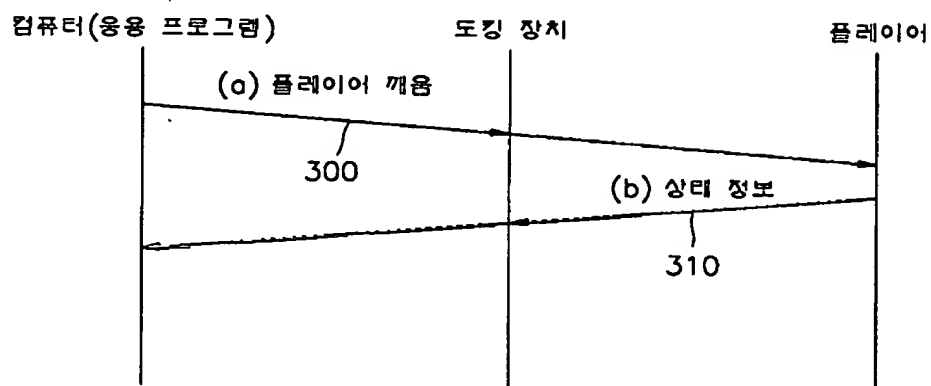 컴퓨터(응용 프로그램) 도킹 장치 플레이어
(a) 플레이어 깨움
300
(b) 상태 정보
310